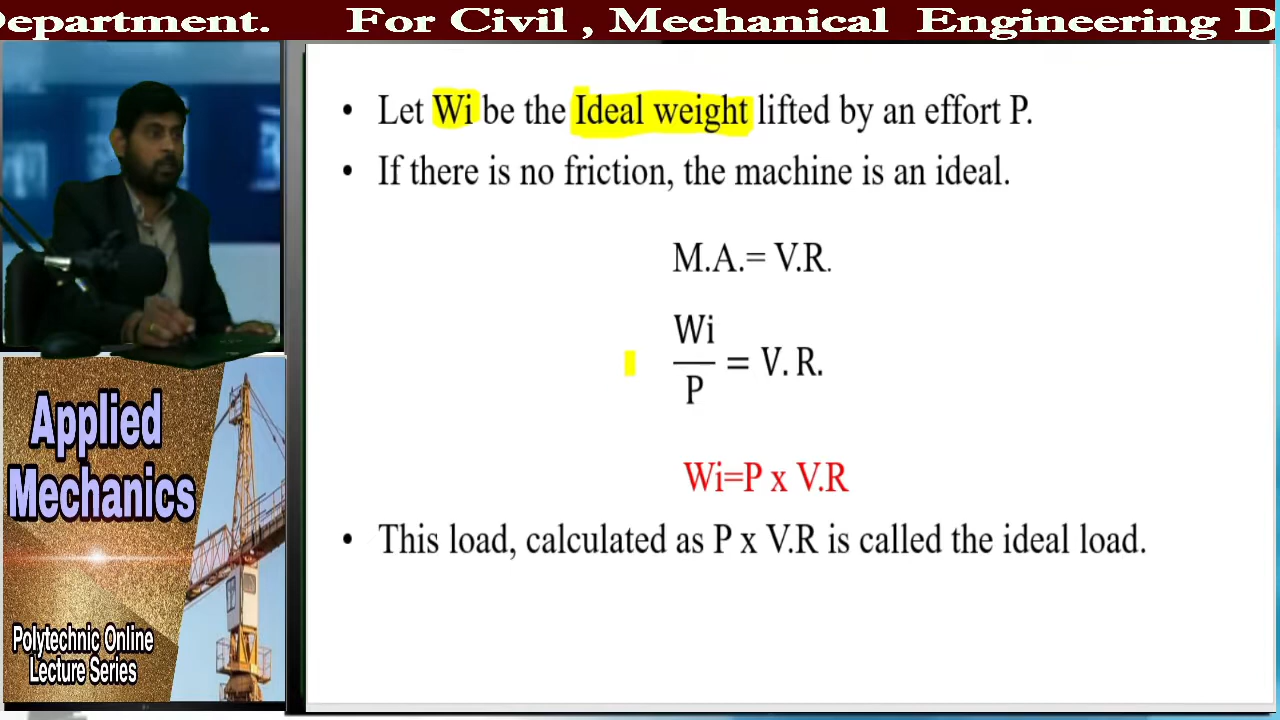 epartment. For Civil , Mechanical Engineering D
• Let Wi be the Ideal weight lifted by an effort P.
• If there is no friction, the machine is an ideal.
M.A.= V.R.
Wi
P
= V. R.
Wi=P x V.R
• This load, calculated as P x V.R is called the ideal load.
Applied
Mechanics
Polytechnic Online
Lecture Series